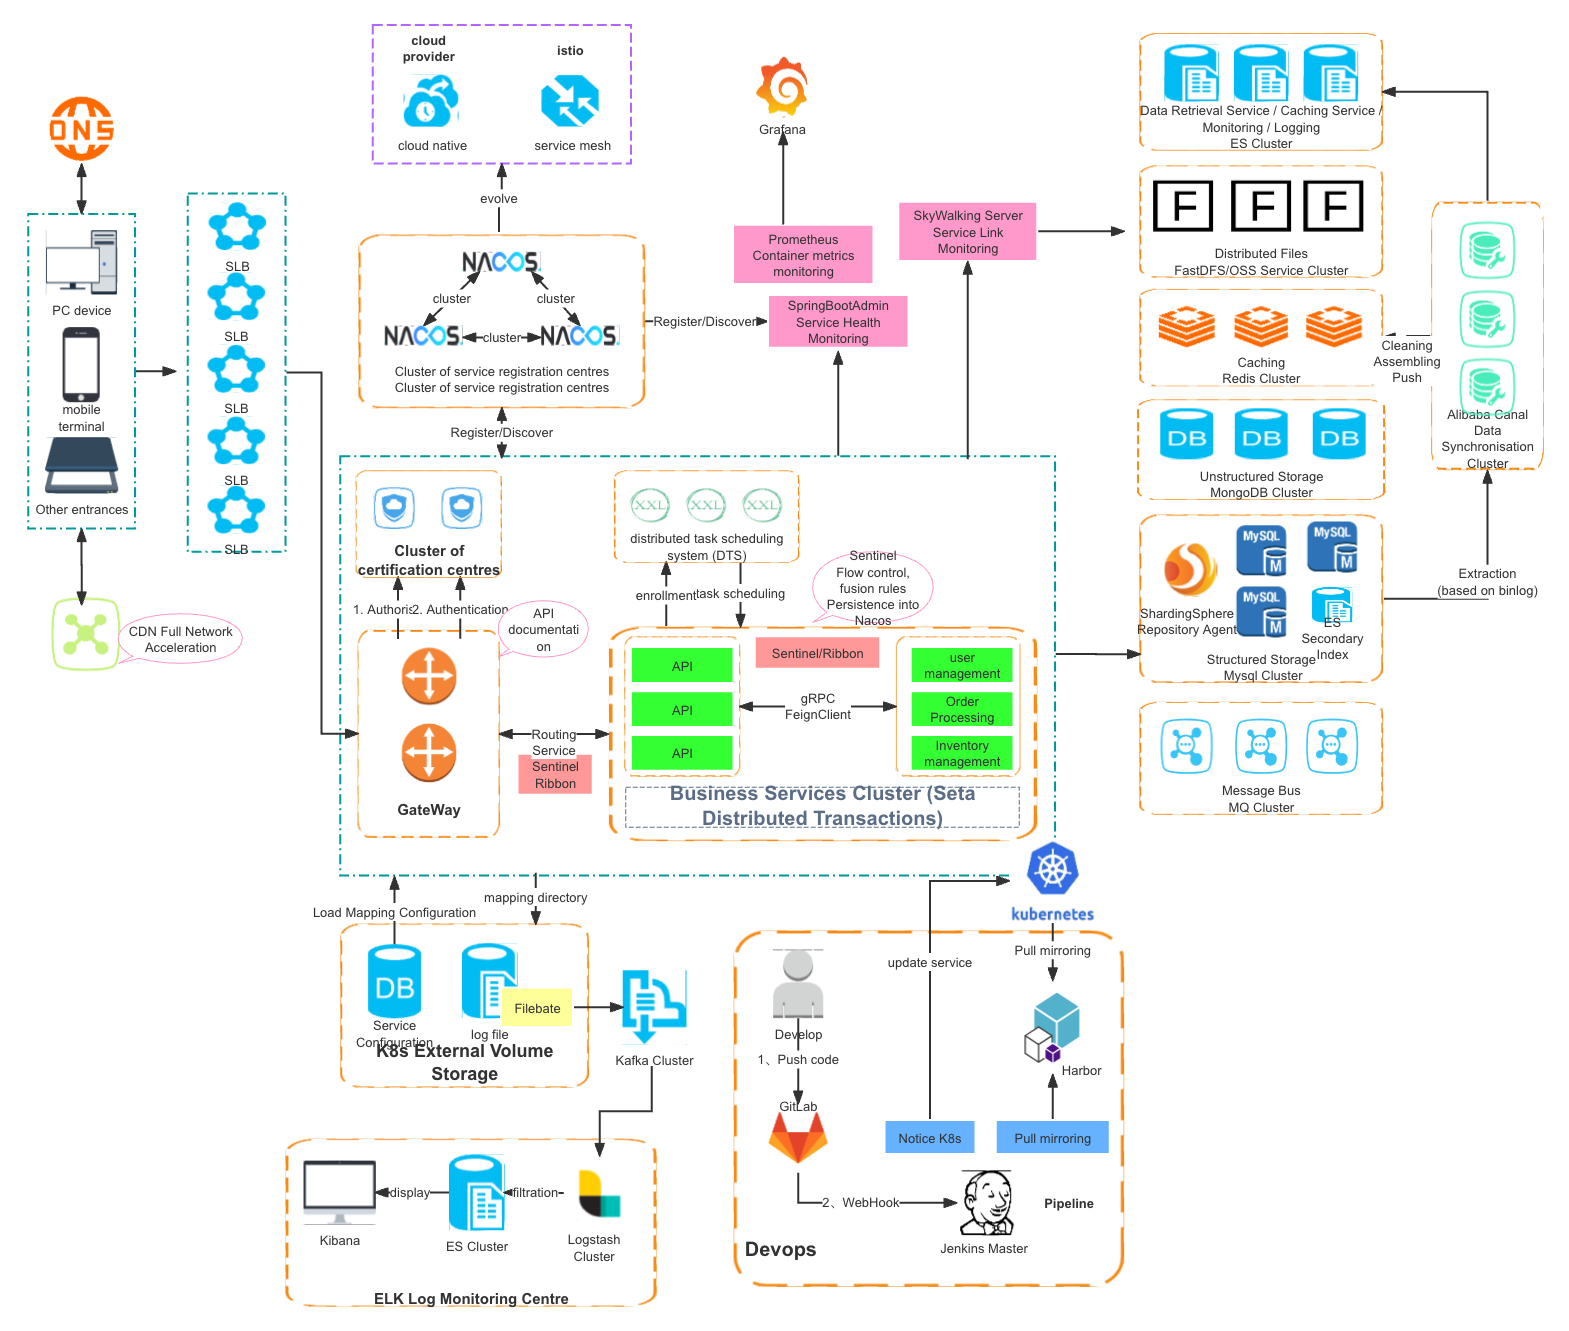 cloud
provider
istio
cloud native
service mesh
evolve
DNS
PC device
mobile
terminal
Other entrances
CDN Full Network
Acceleration
SLB
SLB
SLB
SLB
SLB
NACOS.
cluster
cluster
NACOS.
cluster
NACOS.
Cluster of service registration centres
Cluster of service registration centres
Register/Discover
Register/Discover
Grafana
Prometheus
Container metrics
monitoring
SpringBootAdmin
Service Health
Monitoring
SkyWalking Server
Service Link
Monitoring
Cluster of
certification centres
1. Authoris
2. Authentication
API
documentati
on
GateWay
Routing
Service
Sentinel
Ribbon
XXL
XXL
XXL
distributed task scheduling
system (DTS)
enrollment
task scheduling
Sentinel
Flow control,
fusion rules
Persistence into
Nacos
API
API
API
Sentinel/Ribbon
gRPC
FeignClient
user
management
Order
Processing
Inventory
management
Business Services Cluster (Seta
Distributed Transactions)
Data Retrieval Service / Caching Service /
Monitoring / Logging
ES Cluster
F
F
F
Distributed Files
FastDFS/OSS Service Cluster
Caching
Redis Cluster
Cleaning
Assembling
Push
Alibaba Canal
Data
Synchronisation
Cluster
DB
DB
DB
Unstructured Storage
MongoDB Cluster
MySQL
M
MySQL
M
MySQL
M
ShardingSphere
Repository Agent
ES
Secondary
Index
Structured Storage
Mysql Cluster
Extraction
(based on binlog)
Message Bus
MQ Cluster
kubernetes
Load Mapping Configuration
mapping directory
DB
Service
Configuration
log file
Filebate
K8s External Volume
Storage
Kafka Cluster
Kibana
display
ES Cluster
filtration
Logstash
Cluster
ELK Log Monitoring Centre
Develop
1、Push code
GitLab
2、WebHook
update service
Notice K8s
Pull mirroring
Harbor
Pull mirroring
Jenkins Master
Pipeline
Devops